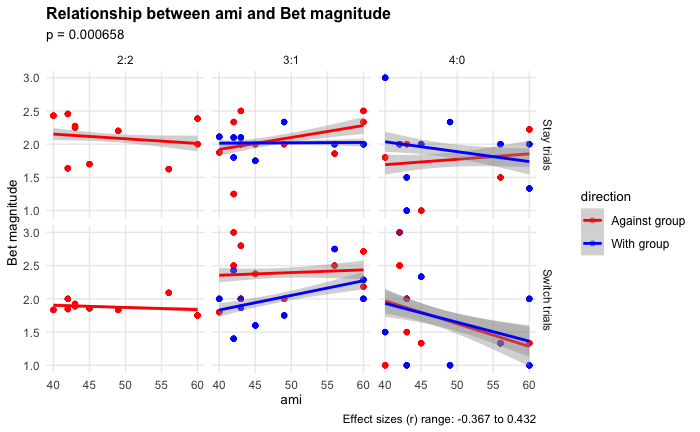 Relationship between ami and Bet magnitude
p = 0.000658
2:2 3:1 4:0
3.0
2.5
2.0
1.5
1.0
Stay trials
3.0
2.5
2.0
1.5
1.0
Switch trials
Bet magnitude
40 45 50 55 60 40 45 50 55 60 40 45 50 55 60
ami
Effect sizes (r) range: -0.367 to 0.432
direction
Against group
With group